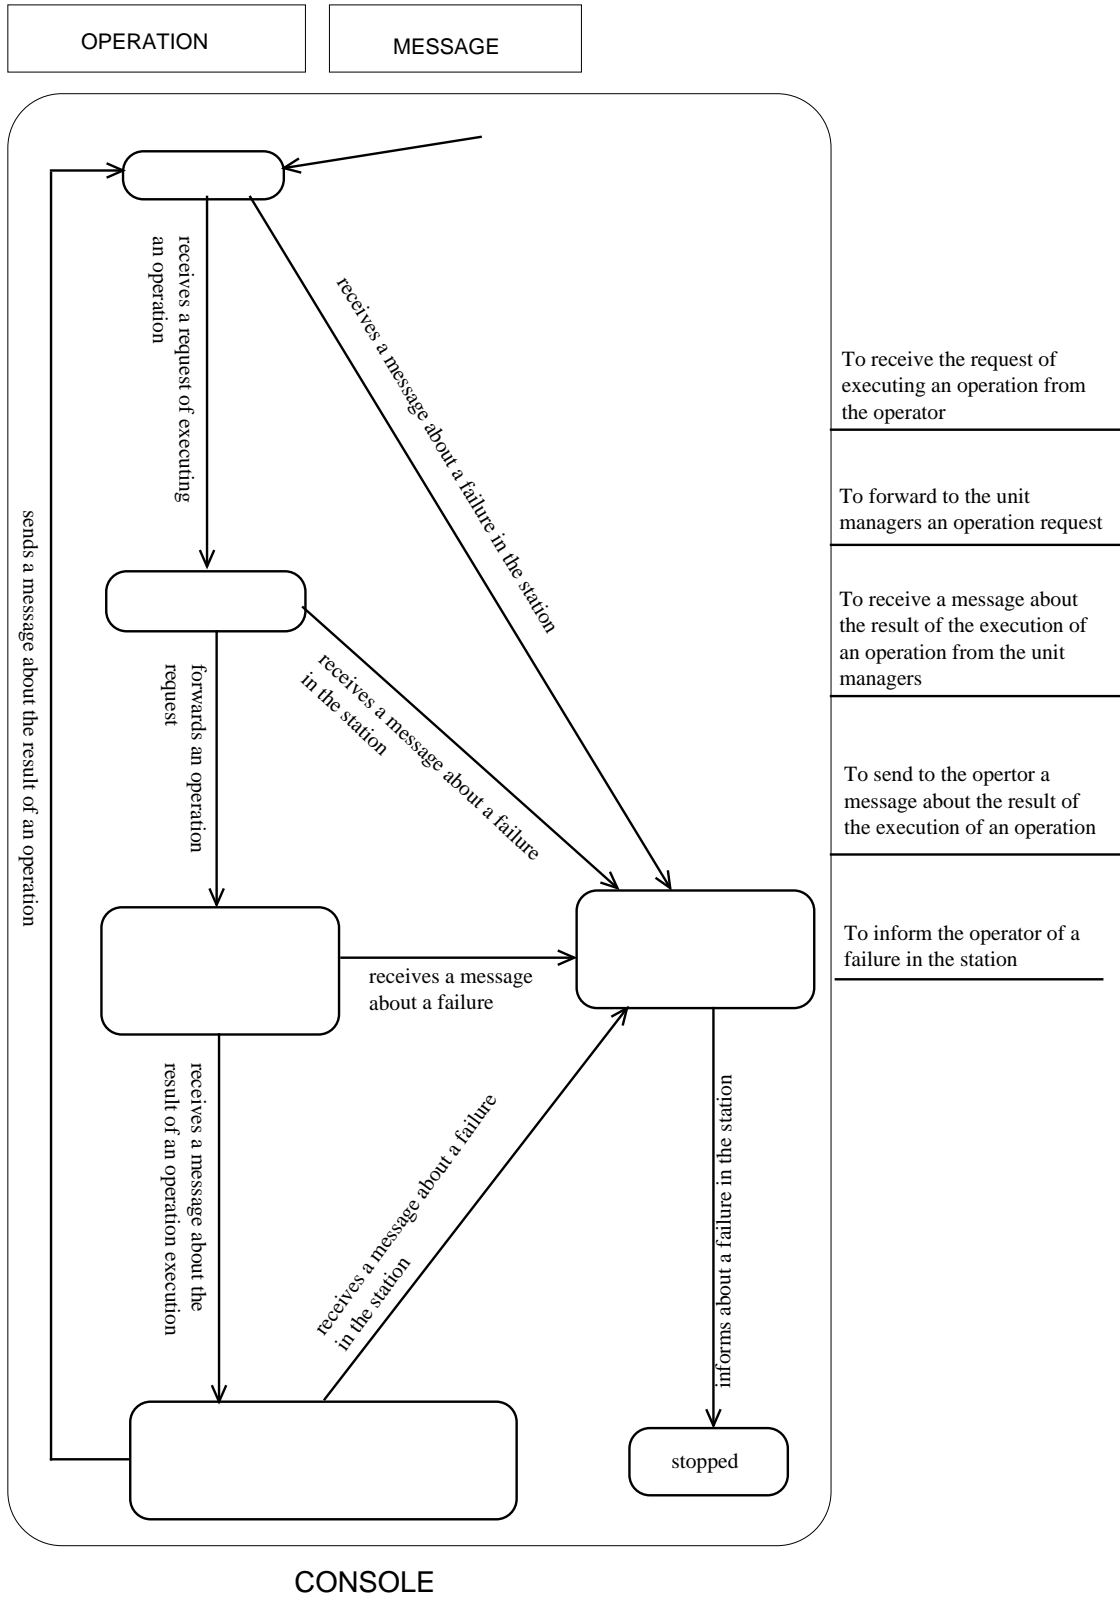 OPERATION
MESSAGE
receives a request of executing
an operation
receives a message about a failure in the station
sends a message about the result of an operation
forwards an operation
request
receives a message about a failure
in the station
receives a message
about a failure
receives a message about the
result of an operation execution
receives a message about a failure
in the station
informs about a failure in the station
stopped
To receive the request of
executing an operation from
the operator
To forward to the unit
managers an operation request
To receive a message about
the result of the execution of
an operation from the unit
managers
To send to the opertor a
message about the result of
the execution of an operation
To inform the operator of a
failure in the station
CONSOLE